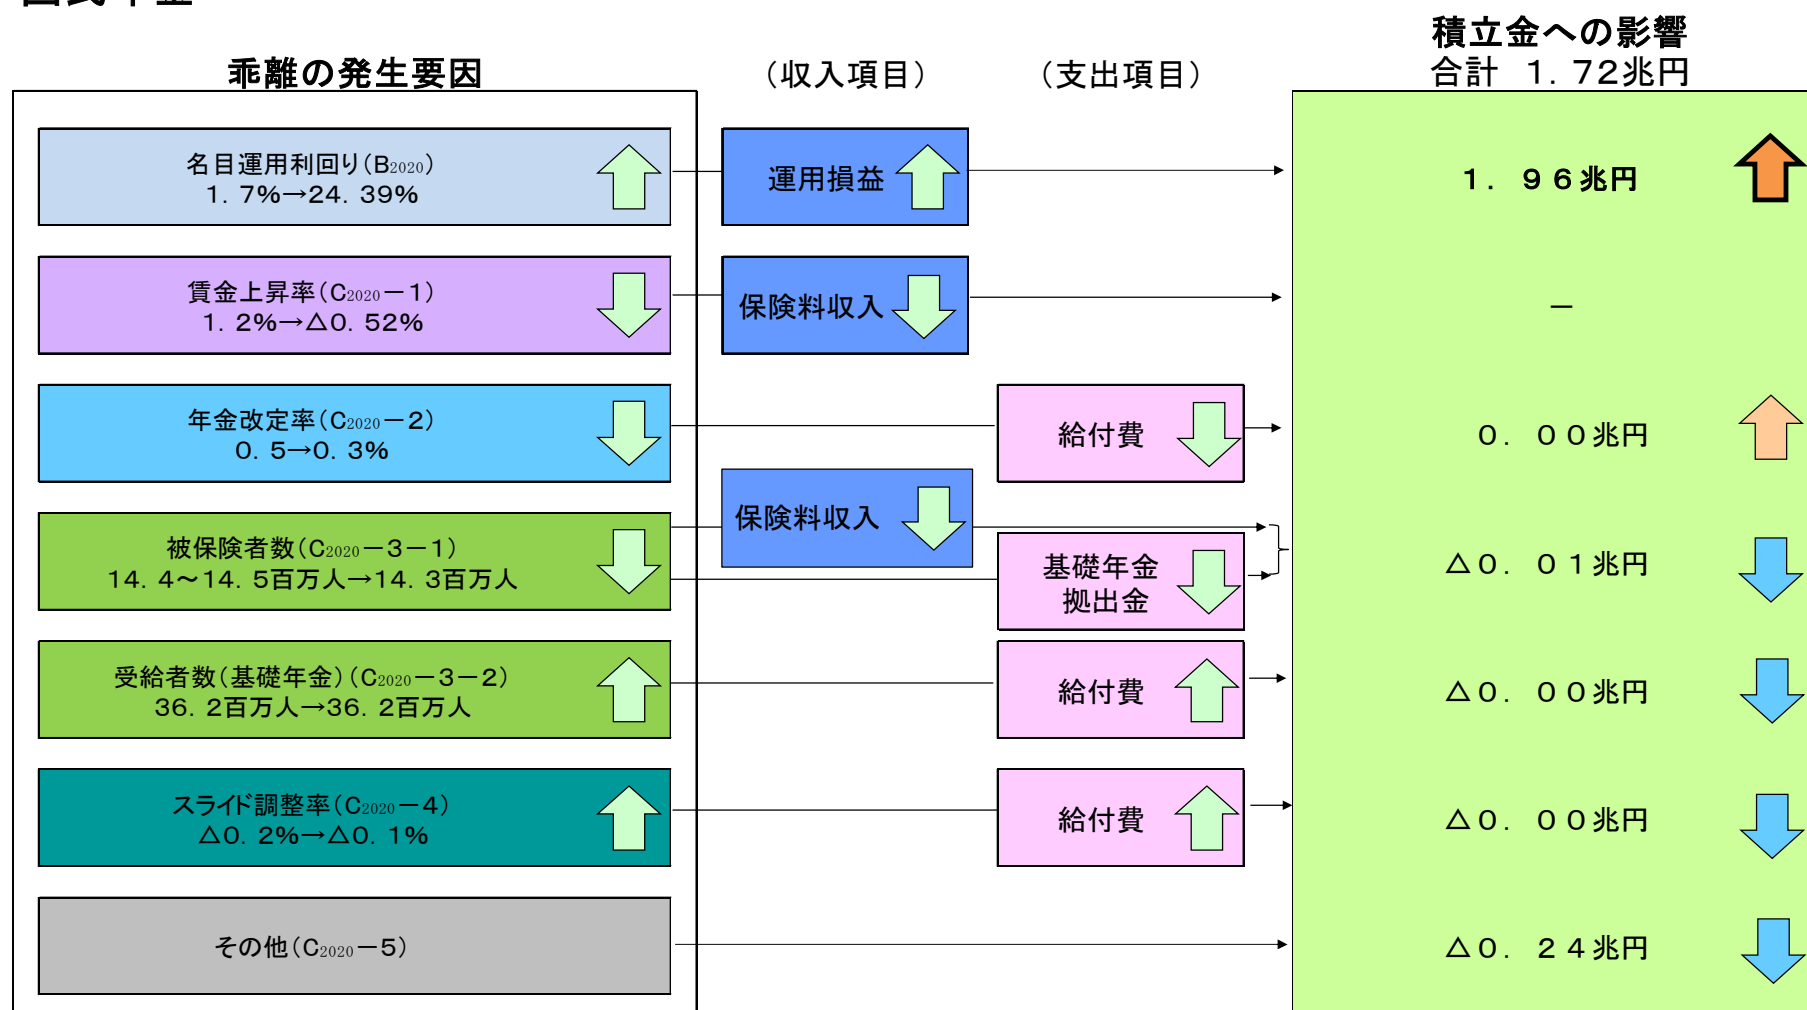 積立金への影響
乖離の発生要因
（収入項目）
（支出項目）
合計　１．７２兆円
名目運用利回り（B2020）
１．７％→２４．３９％
運用損益
１．９６兆円
賃金上昇率（C2020－１）
１．２％→△０．５２％
保険料収入
－
年金改定率（C2020－２）
０．５→０．３％
給付費
０．００兆円
保険料収入
被保険者数（C2020－３－１）
１４．４～１４．５百万人→１４．３百万人
基礎年金
拠出金
△０．０１兆円
受給者数（基礎年金）（C2020－３－２）
３６．２百万人→３６．２百万人
給付費
△０．００兆円
スライド調整率（C2020－４）
△０．２％→△０．１％
給付費
△０．００兆円
その他（C2020－５）
△０．２４兆円